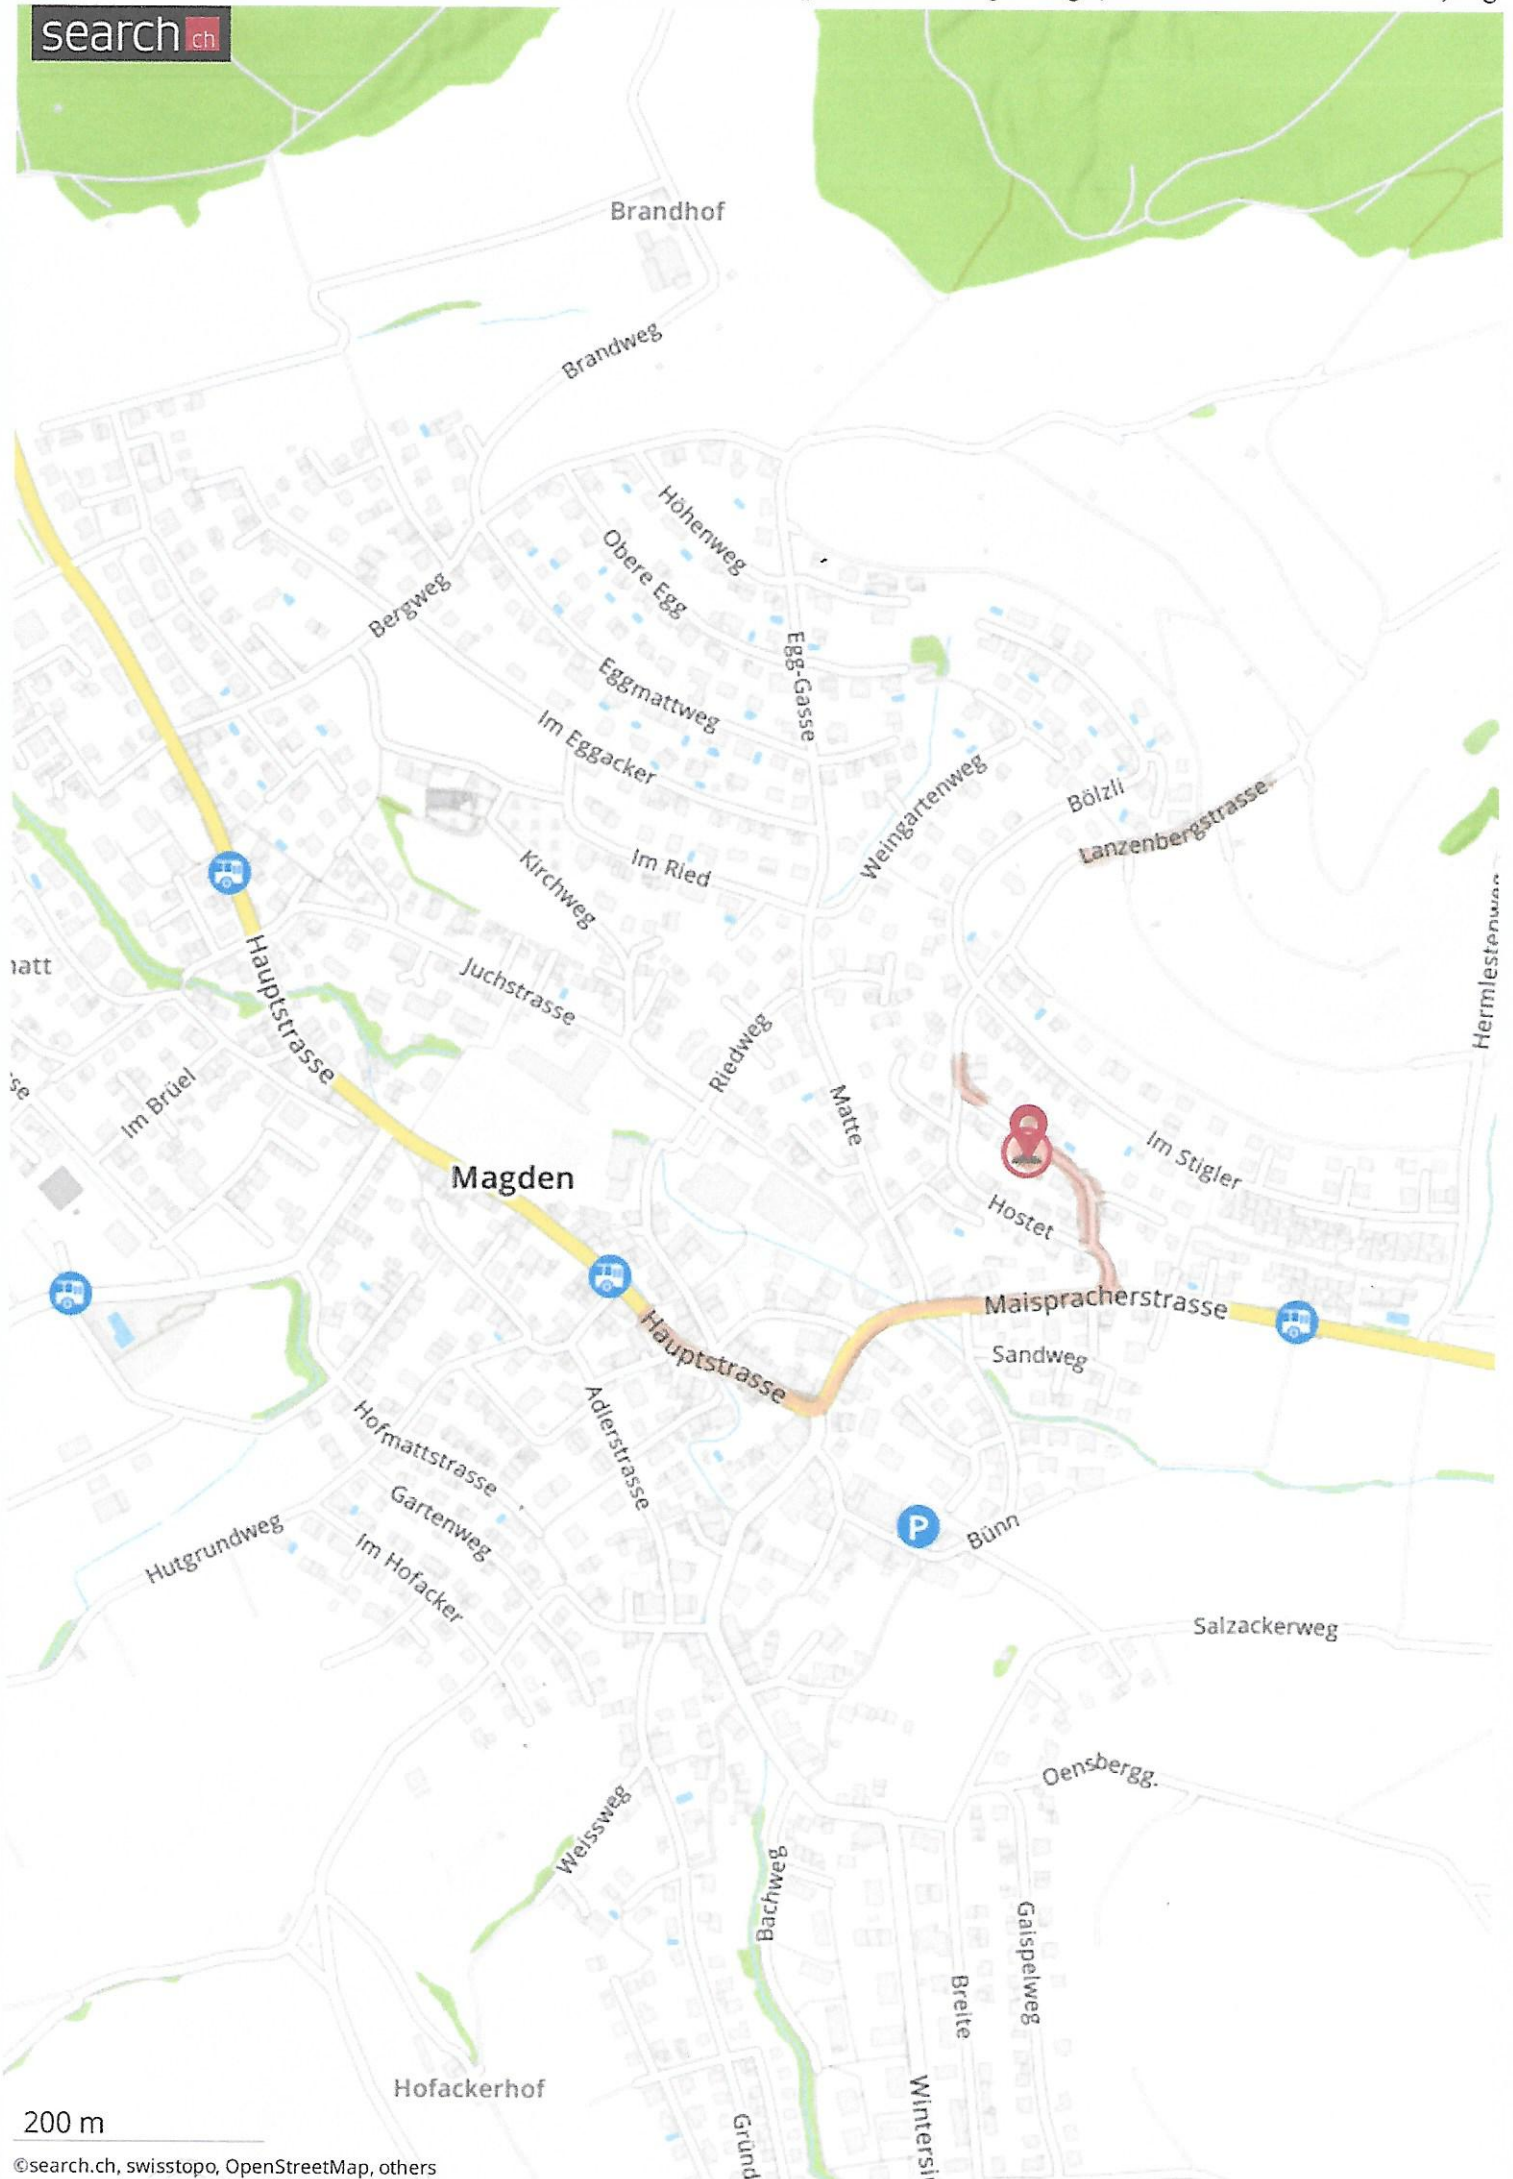 search ch
Brandhof
Brandweg
Höhenweg
Obere Egg
Bergweg
Egg-Gasse
Eggmattweg
Im Eggacker
Weingartenweg
Bölzli
Lanzenbergstrasse
Im Ried
Kirchweg
Juchstrasse
Hauptstrasse
Hermlestenweg
Riedweg
Im Brüel
Matte
Im Stigler
Magden
Hostet
Maispracherstrasse
Hauptstrasse
Sandweg
Adlerstrasse
Hofmattstrasse
Gartenweg
P
Bünn
Hutgrundweg
Im Hofacker
Salzackerweg
Oensbergg.
Weissweg
Bachweg
Gaispelweg
Breite
Hofackerhof
200 m
©search.ch, swisstopo, OpenStreetMap, others